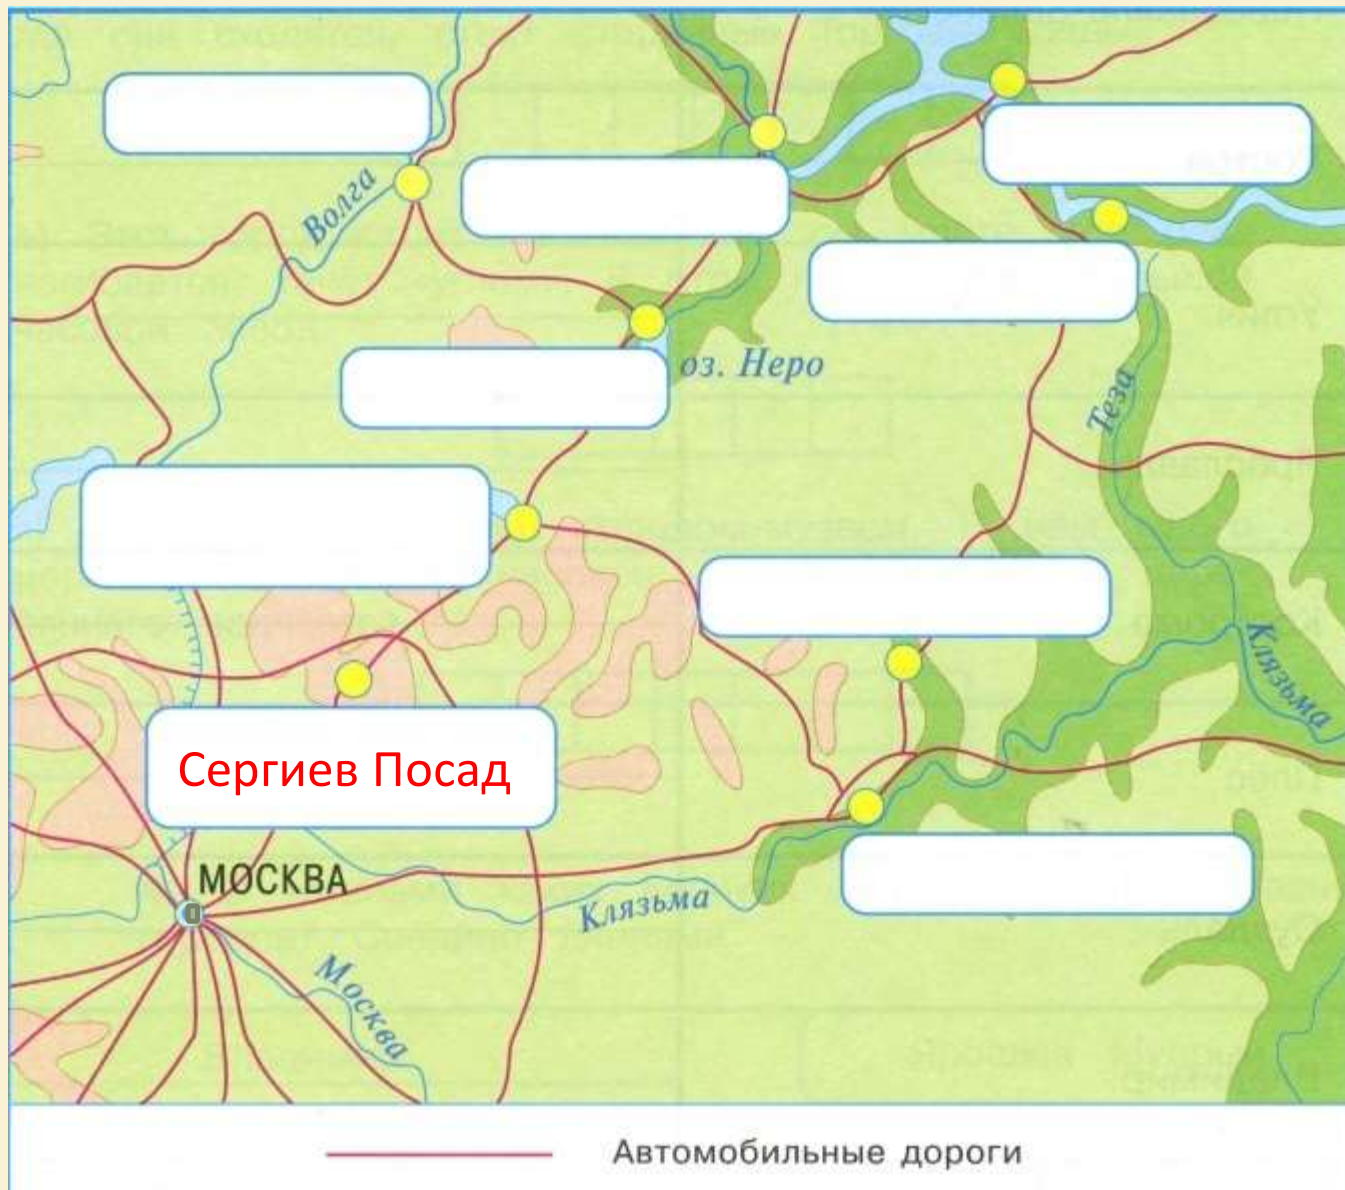 Волга
оз. Неро
Теза
Клязьма
Сергиев Посад
МОСКВА
Клязьма
Москва
Автомобильные дороги